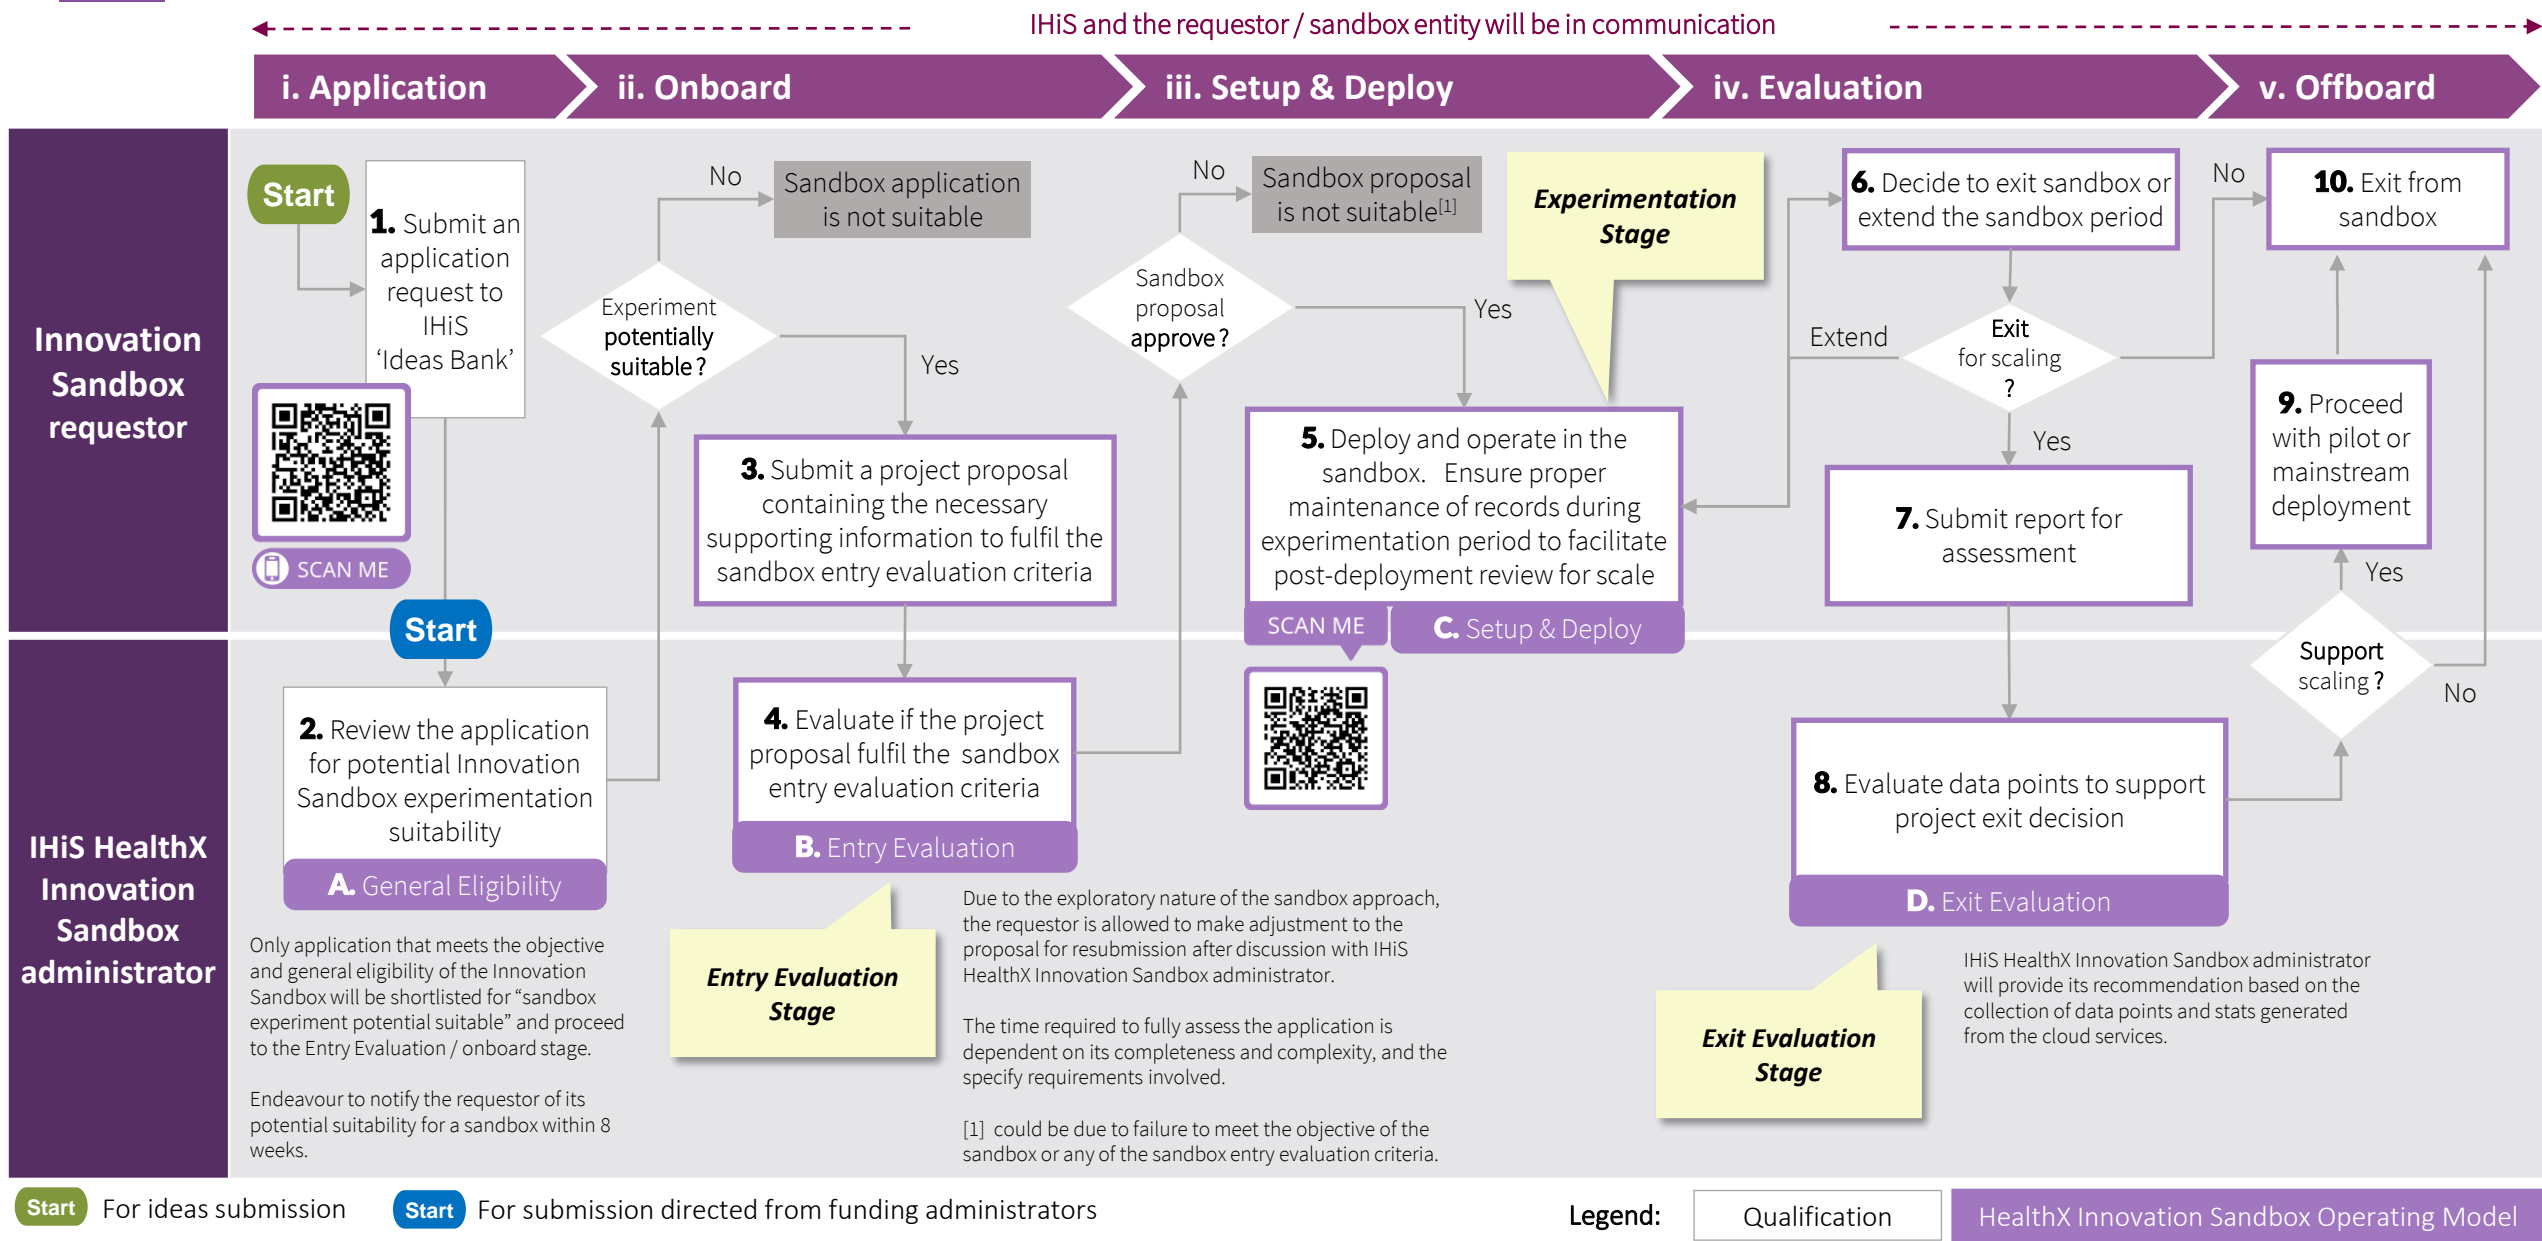 IHiS and the requestor / sandbox entity will be in communication
i. Application
ii. Onboard
iii. Setup & Deploy
iv. Evaluation
v. Offboard
Innovation
Sandbox
requestor
Start
1. Submit an
application
request to
IHiS
‘Ideas Bank’
SCAN ME
Start
Experiment
potentially
suitable ?
No
Sandbox application
is not suitable
Yes
3. Submit a project proposal
containing the necessary
supporting information to fulfil the
sandbox entry evaluation criteria
Sandbox
proposal
approve ?
No
Sandbox proposal
is not suitable[1]
Yes
Experimentation
Stage
5. Deploy and operate in the
sandbox. Ensure proper
maintenance of records during
experimentation period to facilitate
post-deployment review for scale
SCAN ME
C. Setup & Deploy
6. Decide to exit sandbox or
extend the sandbox period
Extend
Exit
for scaling
?
No
Yes
7. Submit report for
assessment
10. Exit from
sandbox
9. Proceed
with pilot or
mainstream
deployment
Yes
Support
scaling ?
No
IHiS HealthX
Innovation
Sandbox
administrator
2. Review the application
for potential Innovation
Sandbox experimentation
suitability
A. General Eligibility
Only application that meets the objective
and general eligibility of the Innovation
Sandbox will be shortlisted for “sandbox
experiment potential suitable” and proceed
to the Entry Evaluation / onboard stage.
Endeavour to notify the requestor of its
potential suitability for a sandbox within 8
weeks.
4. Evaluate if the project
proposal fulfil the sandbox
entry evaluation criteria
B. Entry Evaluation
Entry Evaluation
Stage
Due to the exploratory nature of the sandbox approach,
the requestor is allowed to make adjustment to the
proposal for resubmission after discussion with IHiS
HealthX Innovation Sandbox administrator.
The time required to fully assess the application is
dependent on its completeness and complexity, and the
specify requirements involved.
[1] could be due to failure to meet the objective of the
sandbox or any of the sandbox entry evaluation criteria.
8. Evaluate data points to support
project exit decision
D. Exit Evaluation
Exit Evaluation
Stage
IHiS HealthX Innovation Sandbox administrator
will provide its recommendation based on the
collection of data points and stats generated
from the cloud services.
Start
For ideas submission
Start
For submission directed from funding administrators
Legend:
Qualification
HealthX Innovation Sandbox Operating Model